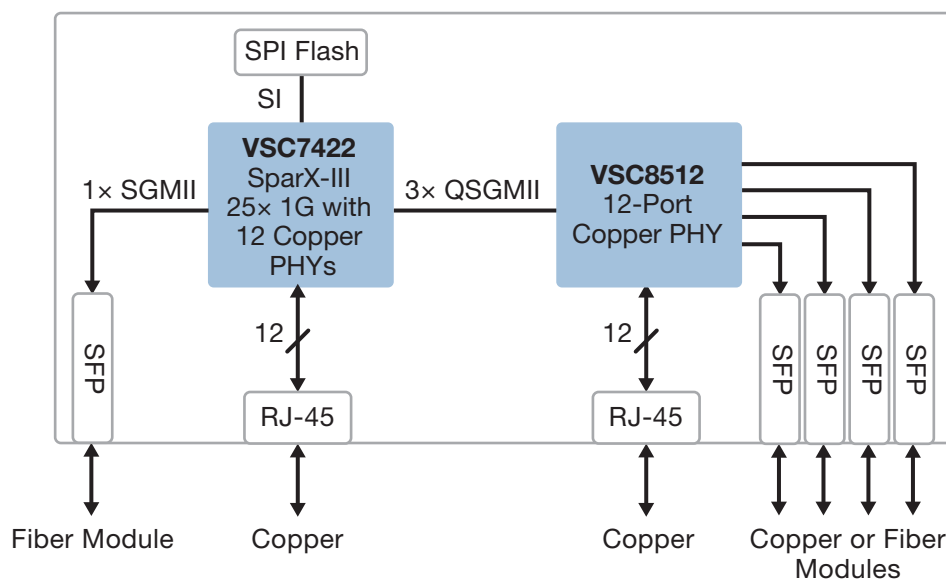 SPI Flash
SI
VSC7422
SparX-III
25× 1G with
12 Copper
PHYs
1× SGMII
3× QSGMII
VSC8512
12-Port
Copper PHY
12
12
SFP
SFP
SFP
SFP
SFP
RJ-45
RJ-45
Fiber Module
Copper
Copper
Copper or Fiber
Modules